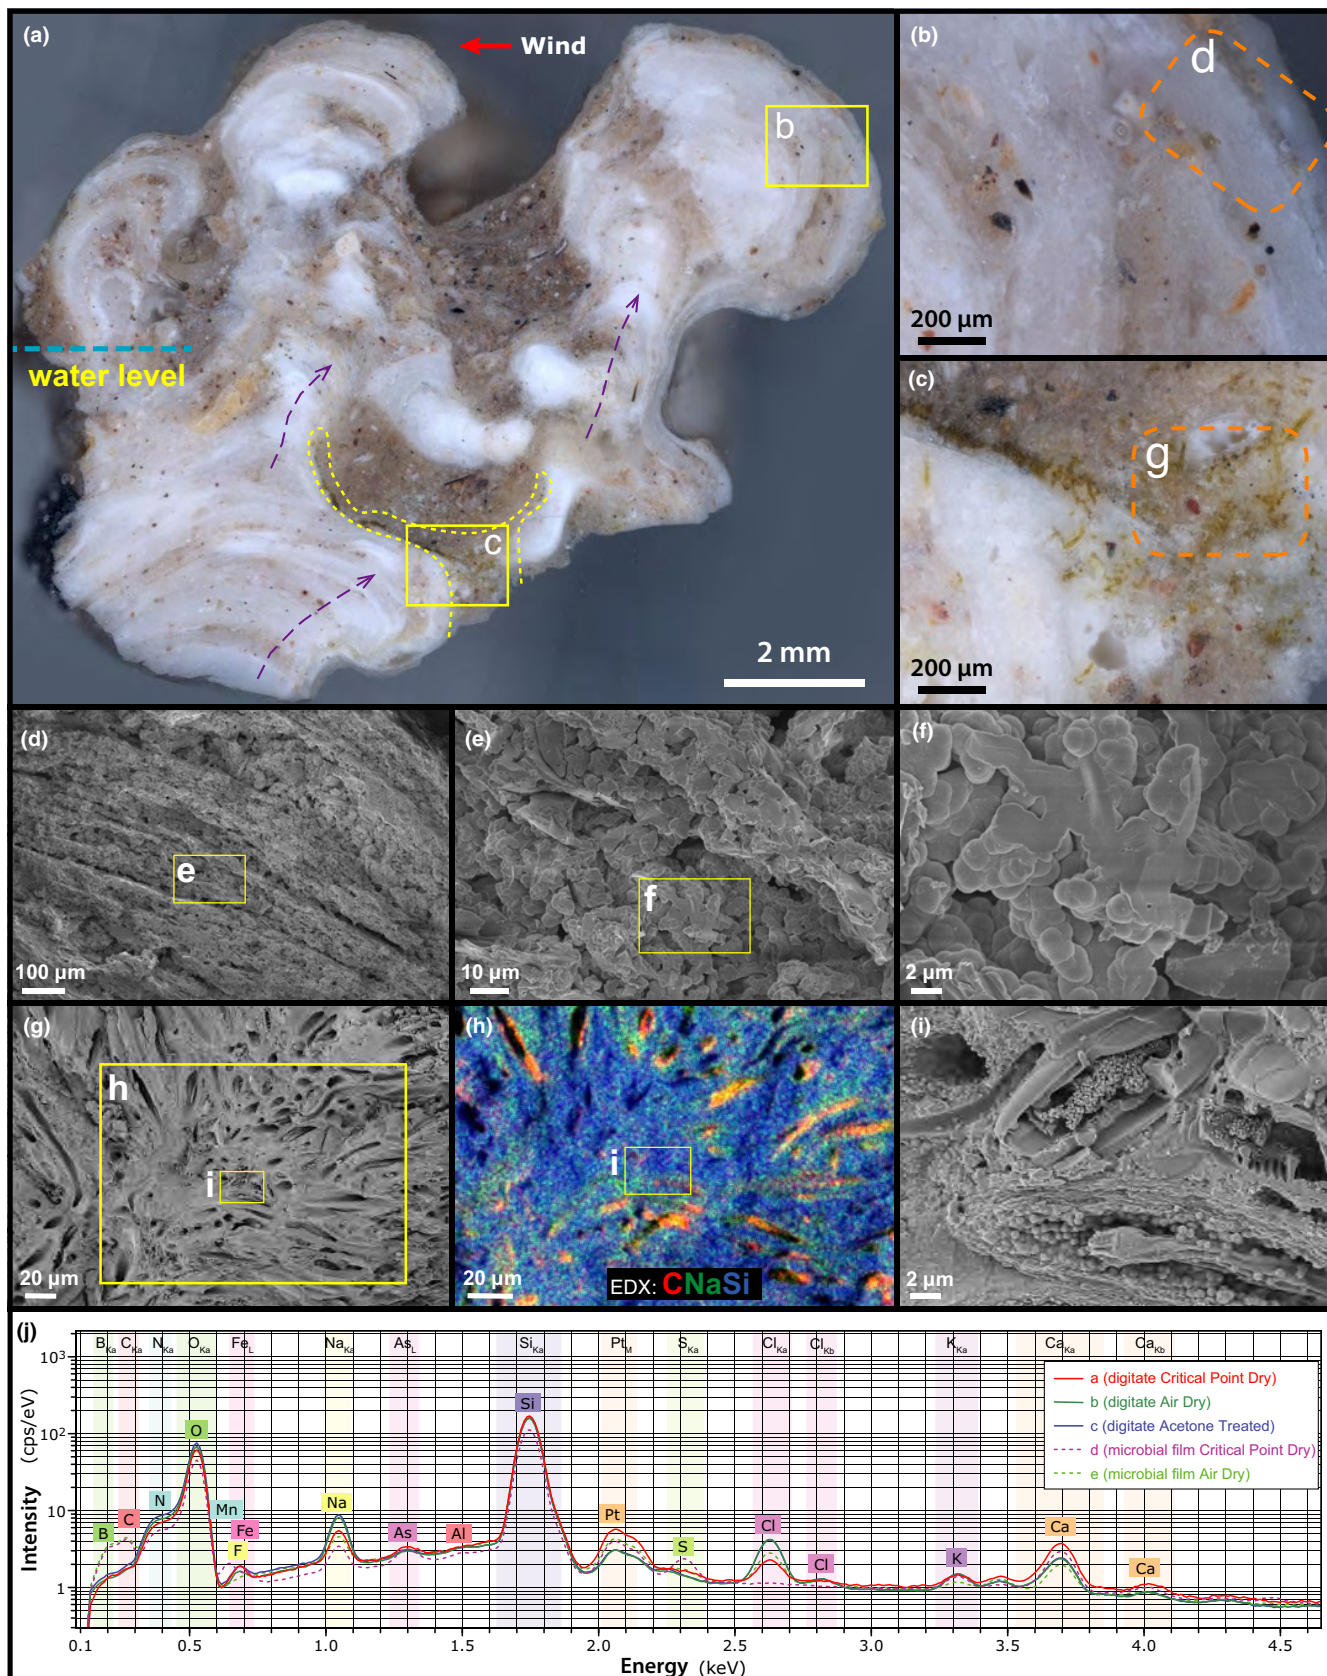 (a)
Wind
b
water level
c
2 mm
(b)
d
200 µm
(c)
g
200 µm
(d)
e
100 µm
(e)
f
10 µm
(f)
2 µm
(g)
h
i
20 µm
(h)
i
20 µm
EDX: CNaSi
(i)
2 µm
(j)
B Ka C Ka N Ka O Ka Fe L Na Ka As L Si Ka Pt M S Ka Cl Ka Cl Kb K Ka Ca Ka Ca Kb
10³
10²
10
1
Intensity (cps/eV)
B C N O Mn Fe F Na As Al Si Pt S Cl Cl K Ca Ca
a (digitate Critical Point Dry)
b (digitate Air Dry)
c (digitate Acetone Treated)
d (microbial film Critical Point Dry)
e (microbial film Air Dry)
0.1 0.5 1.0 1.5 2.0 2.5 3.0 3.5 4.0 4.5
Energy (keV)